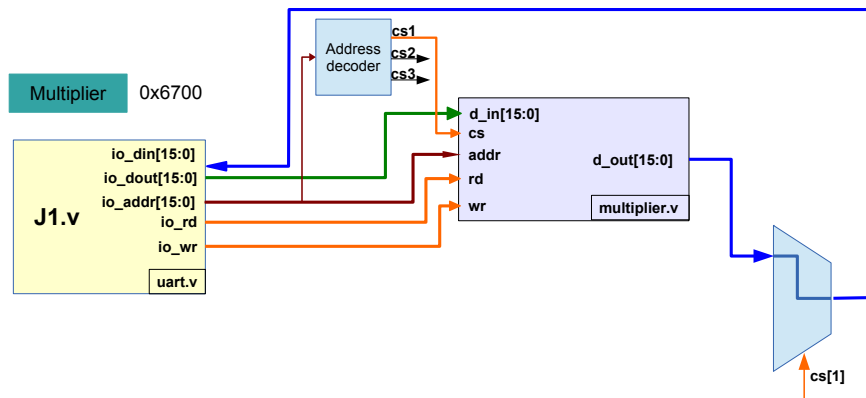 cs1
Address
decoder
cs2
cs3
Multiplier
0x6700
d_in[15:0]
cs
addr
rd
wr
d_out[15:0]
multiplier.v
io_din[15:0]
io_dout[15:0]
io_addr[15:0]
io_rd
io_wr
J1.v
uart.v
cs[1]